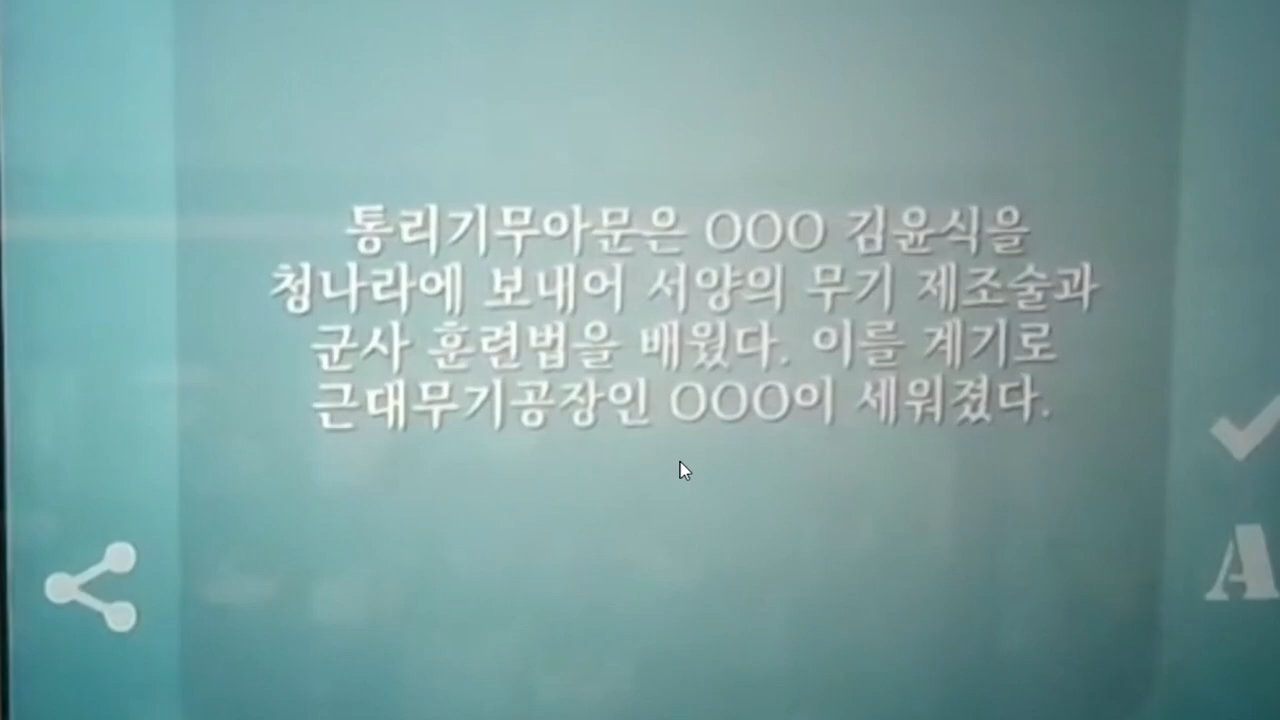 통리기무아문은 OOO 김윤식을
청나라에 보내어 서양의 무기 제조술과
군사 훈련법을 배웠다. 이를 계기로
근대무기공장인 OOO이 세워졌다.
A